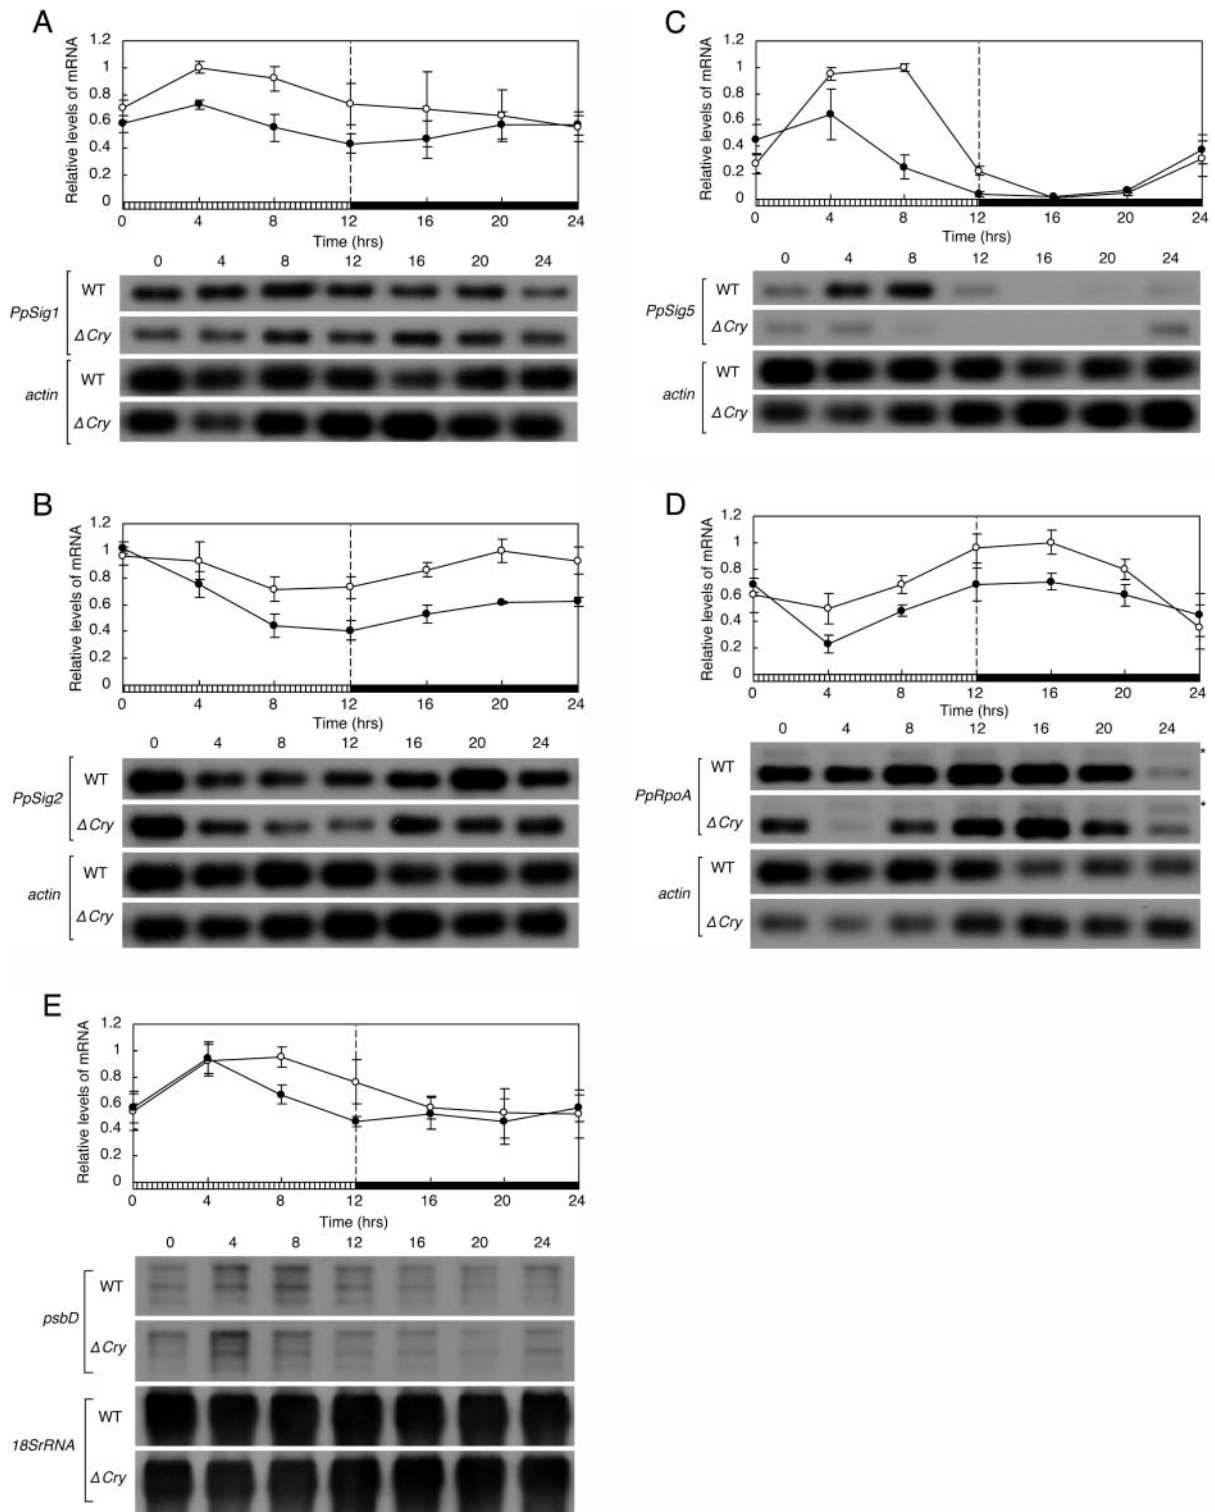 A
Relative levels of mRNA
1.2
1
0.8
0.6
0.4
0.2
0
0 4 8 12 16 20 24
Time (hrs)
0 4 8 12 16 20 24
PpSig1
WT
ΔCry
actin
WT
ΔCry
C
Relative levels of mRNA
1.2
1
0.8
0.6
0.4
0.2
0
0 4 8 12 16 20 24
Time (hrs)
0 4 8 12 16 20 24
PpSig5
WT
ΔCry
actin
WT
ΔCry
B
Relative levels of mRNA
1.2
1
0.8
0.6
0.4
0.2
0
0 4 8 12 16 20 24
Time (hrs)
0 4 8 12 16 20 24
PpSig2
WT
ΔCry
actin
WT
ΔCry
D
Relative levels of mRNA
1.2
1
0.8
0.6
0.4
0.2
0
0 4 8 12 16 20 24
Time (hrs)
0 4 8 12 16 20 24
PpRpoA
WT *
ΔCry *
actin
WT
ΔCry
E
Relative levels of mRNA
1.2
1
0.8
0.6
0.4
0.2
0
0 4 8 12 16 20 24
Time (hrs)
0 4 8 12 16 20 24
psbD
WT
ΔCry
18SrRNA
WT
ΔCry